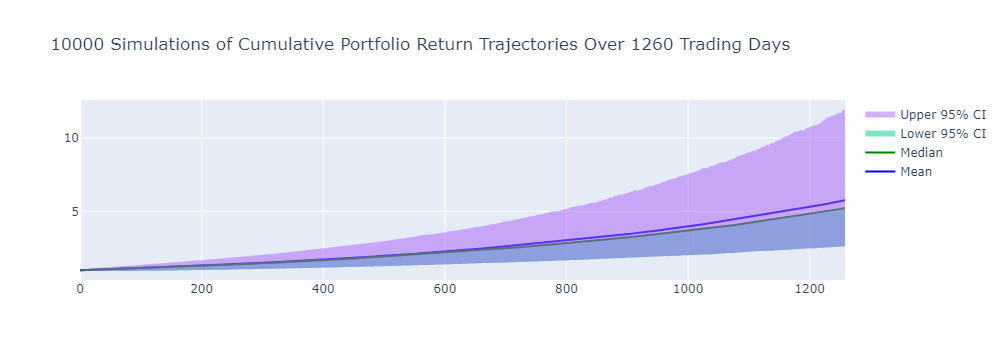 10000 Simulations of Cumulative Portfolio Return Trajectories Over 1260 Trading Days
Upper 95% CI
Lower 95% CI
Median
Mean
10
5
0
200
400
600
800
1000
1200